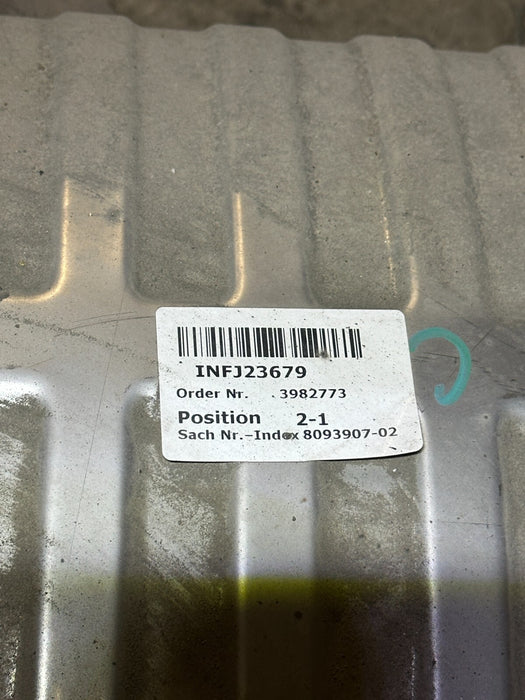 INFJ23679
Order Nr. 3982773
Position 2-1
Sach Nr.-Index 8093907-02